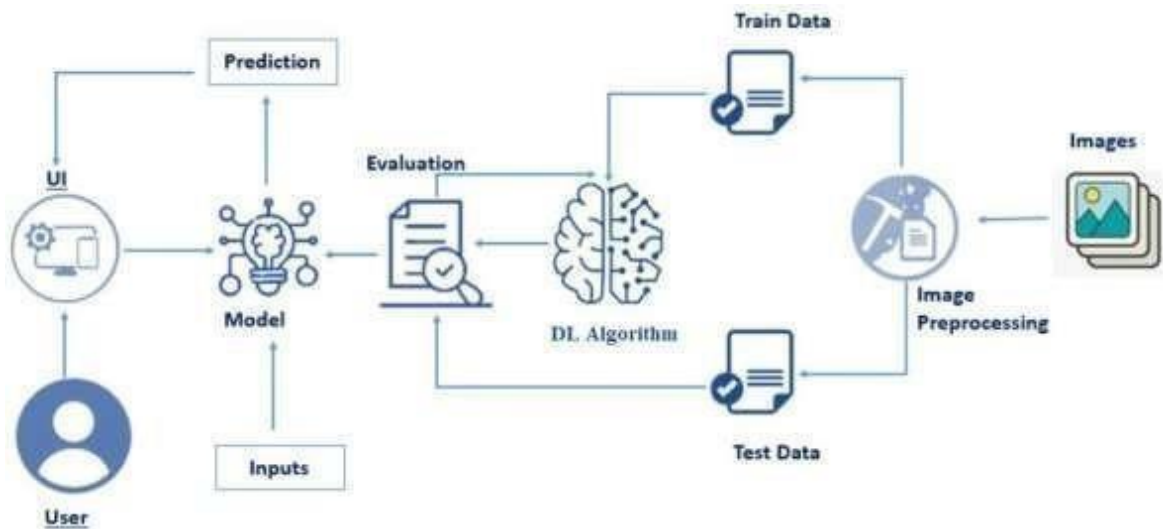 Train Data
Prediction
Images
Evaluation
UI
Model
Image
Preprocessing
DL Algorithm
Test Data
Inputs
User